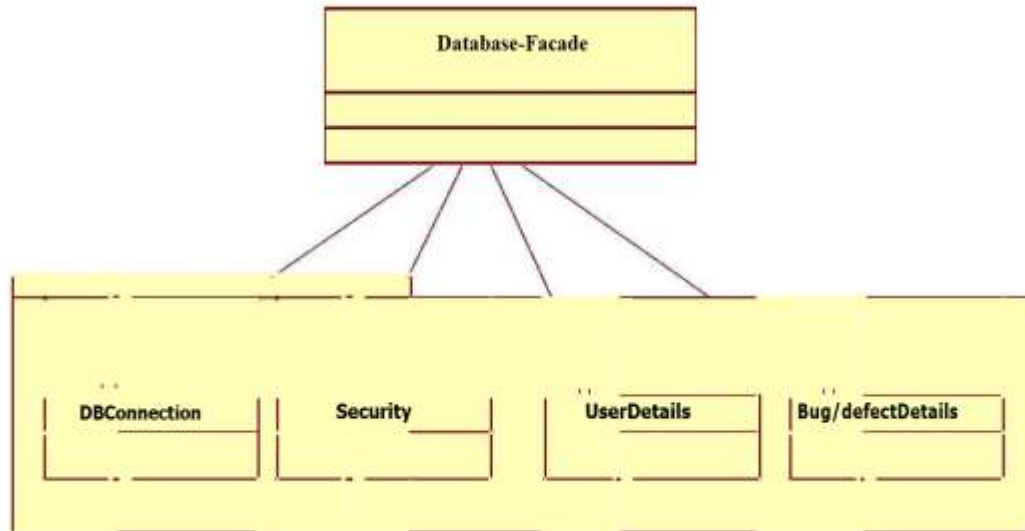 Database-Facade
DBConnection
Security
UserDetails
Bug/defectDetails